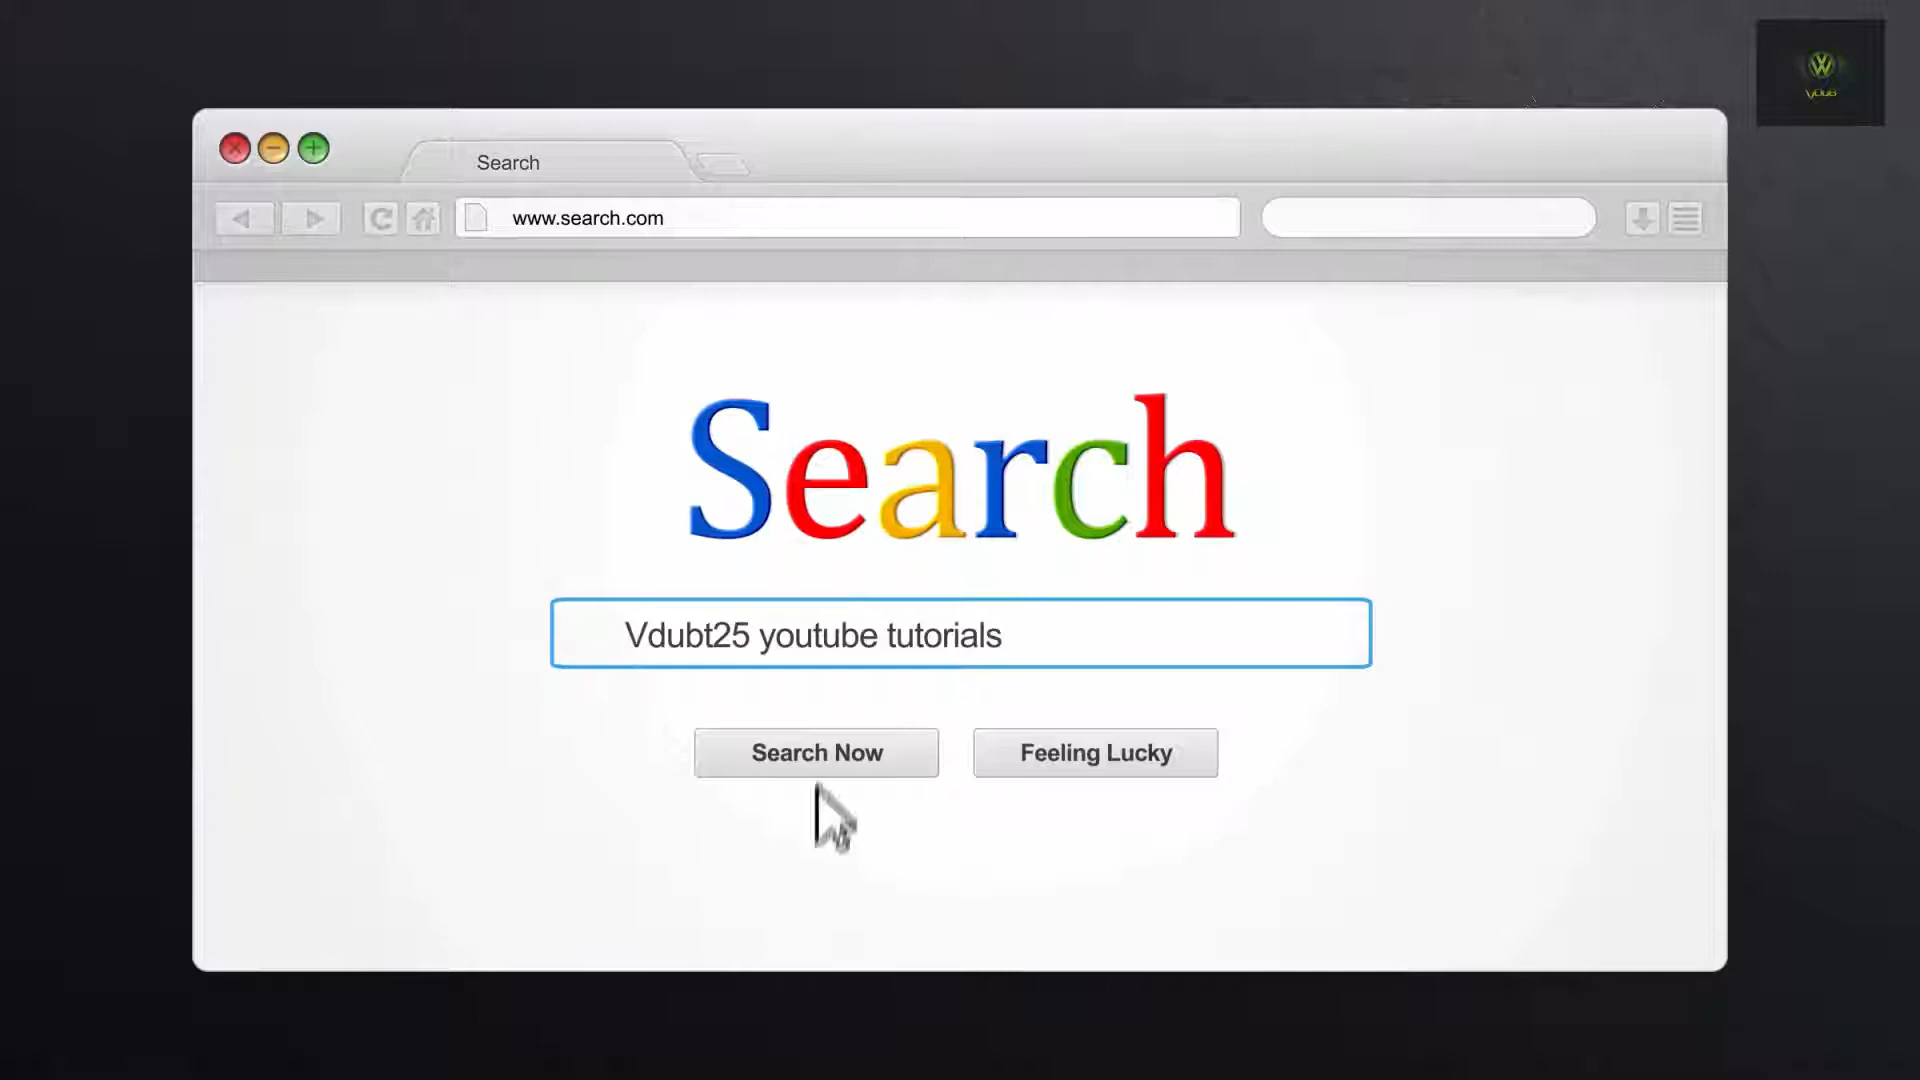 Search
www.search.com
Search
Vdubt25 youtube tutorials
Search Now
Feeling Lucky